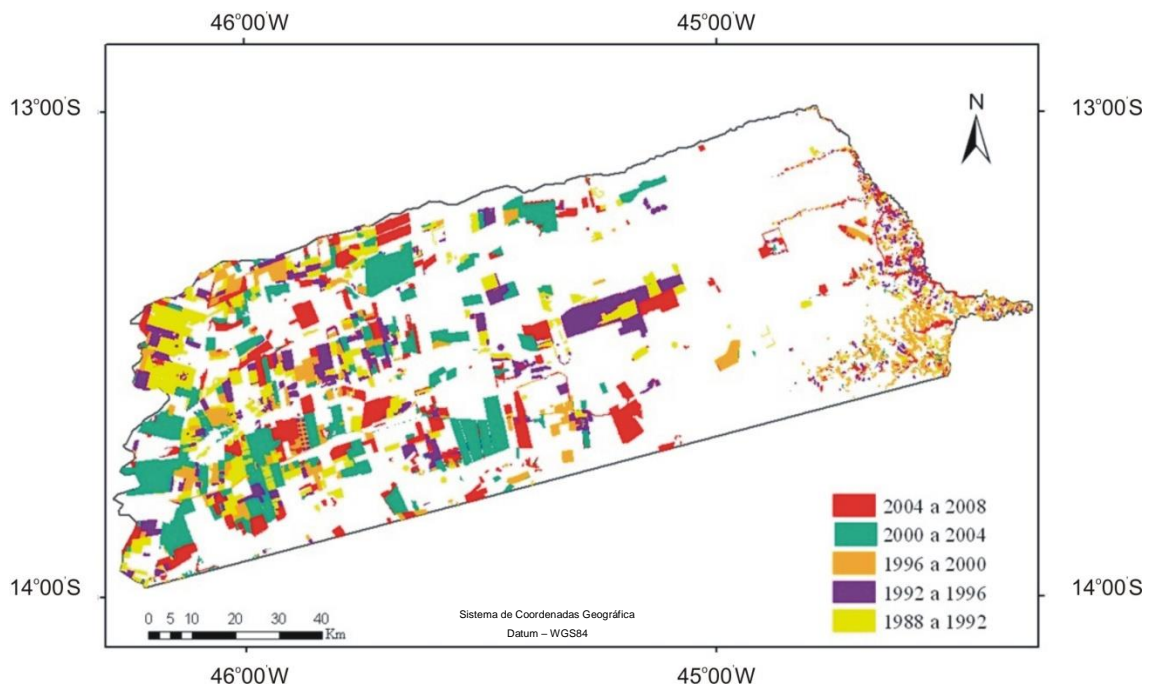 46°00'W 45°00'W
13°00'S 13°00'S
N
2004 a 2008
2000 a 2004
1996 a 2000
1992 a 1996
1988 a 1992
14°00'S 14°00'S
0 5 10 20 30 40
Km
Sistema de Coordenadas Geográfica
Datum – WGS84
46°00'W 45°00'W